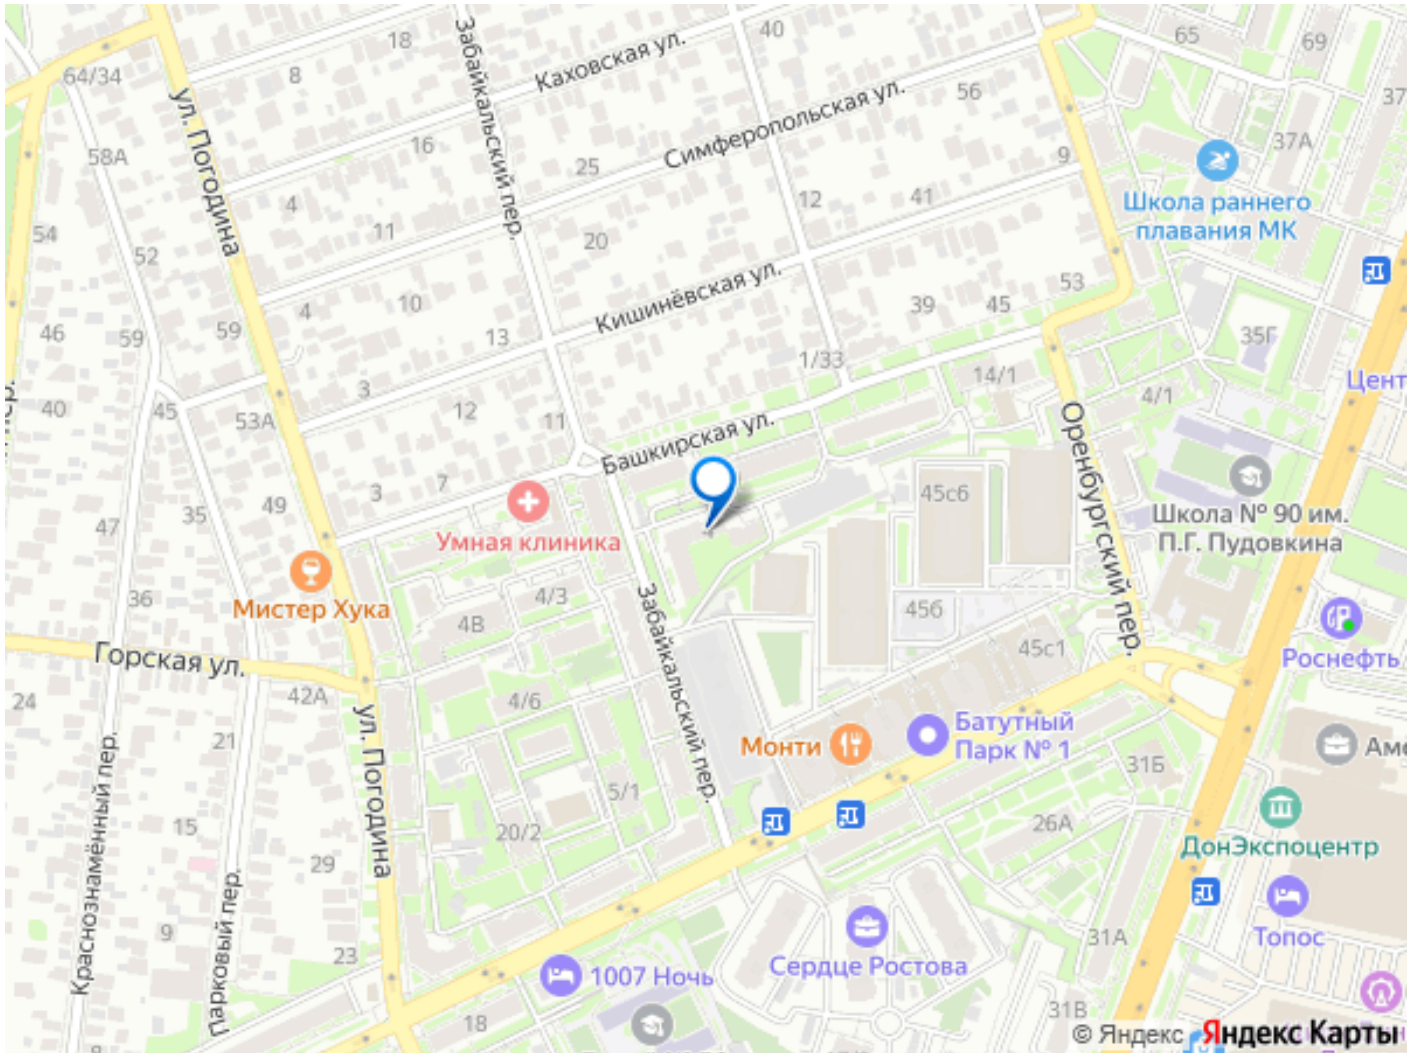 18
40
65
69
64/34
8
Каховская ул.
Забайкальский пер.
56
37
ул. Погодина
Симферопольская ул.
16
58А
25
9
37А
4
12
41
Школа раннего
плавания МК
54
11
20
52
4
10
Кишинёвская ул.
39
45
53
46
59
59
13
1/33
35Г
3
14/1
Цент
40
45
53А
12
11
4/1
Башкирская ул.
Оренбургский пер.
3
7
45с6
49
47
35
Умная клиника
4
Школа № 90 им.
П.Г. Пудовкина
36
Мистер Хука
4/3
4В
45б
Забайкальский пер.
45с1
Горская ул.
Роснефть
24
42А
4/6
ул. Погодина
Краснознамённый пер.
21
Монти
Батутный
Парк № 1
31Б
Аме
5/1
15
20/2
26А
ДонЭкспоцентр
29
Парковый пер.
9
23
31А
Топос
Сердце Ростова
1007 Ночь
18
31В
8
© Яндекс
Яндекс Карты